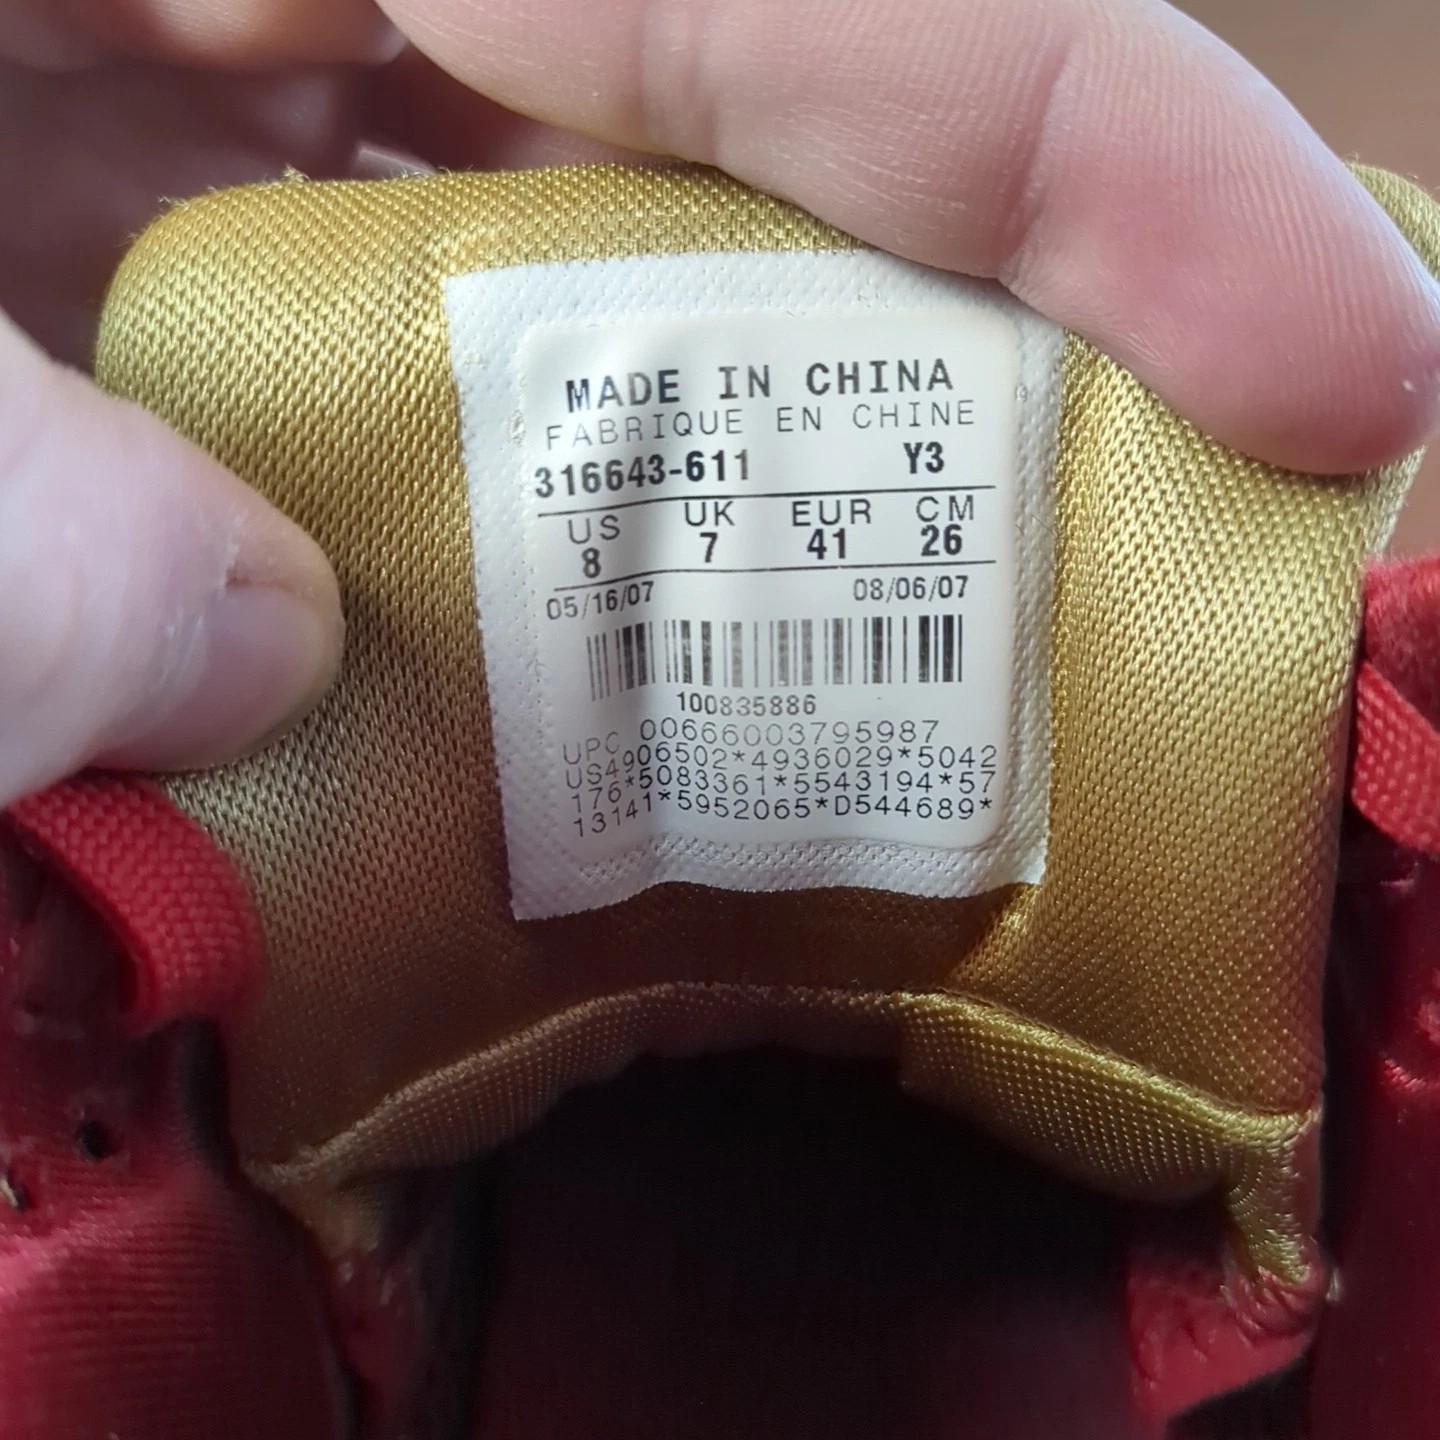 MADE IN CHINA
FABRIQUE EN CHINE
316643-611 Y3
US UK EUR CM
8 7 41 26
05/16/07 08/06/07
100835886
UPC 00666003795987
US4906502*4936029*5042
176*5083361*5543194*57
13141*5952065*D544689*